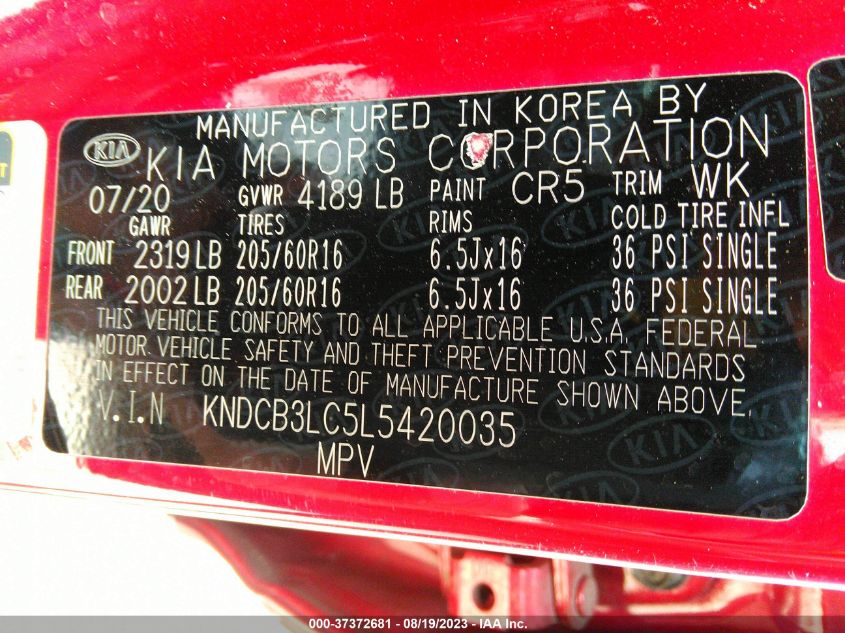 MANUFACTURED IN KOREA BY
KIA KIA MOTORS CORPORATION
07/20 GVWR 4189 LB PAINT CR5 TRIM WK
GAWR TIRES RIMS COLD TIRE INFL
FRONT 2319 LB 205/60R16 6.5Jx16 36 PSI SINGLE
REAR 2002 LB 205/60R16 6.5Jx16 36 PSI SINGLE
THIS VEHICLE CONFORMS TO ALL APPLICABLE U.S.A. FEDERAL
MOTOR VEHICLE SAFETY AND THEFT PREVENTION STANDARDS
IN EFFECT ON THE DATE OF MANUFACTURE SHOWN ABOVE.
V.I.N KNDCB3LC5L5420035
MPV
000-37372681 - 08/19/2023 - IAA Inc.